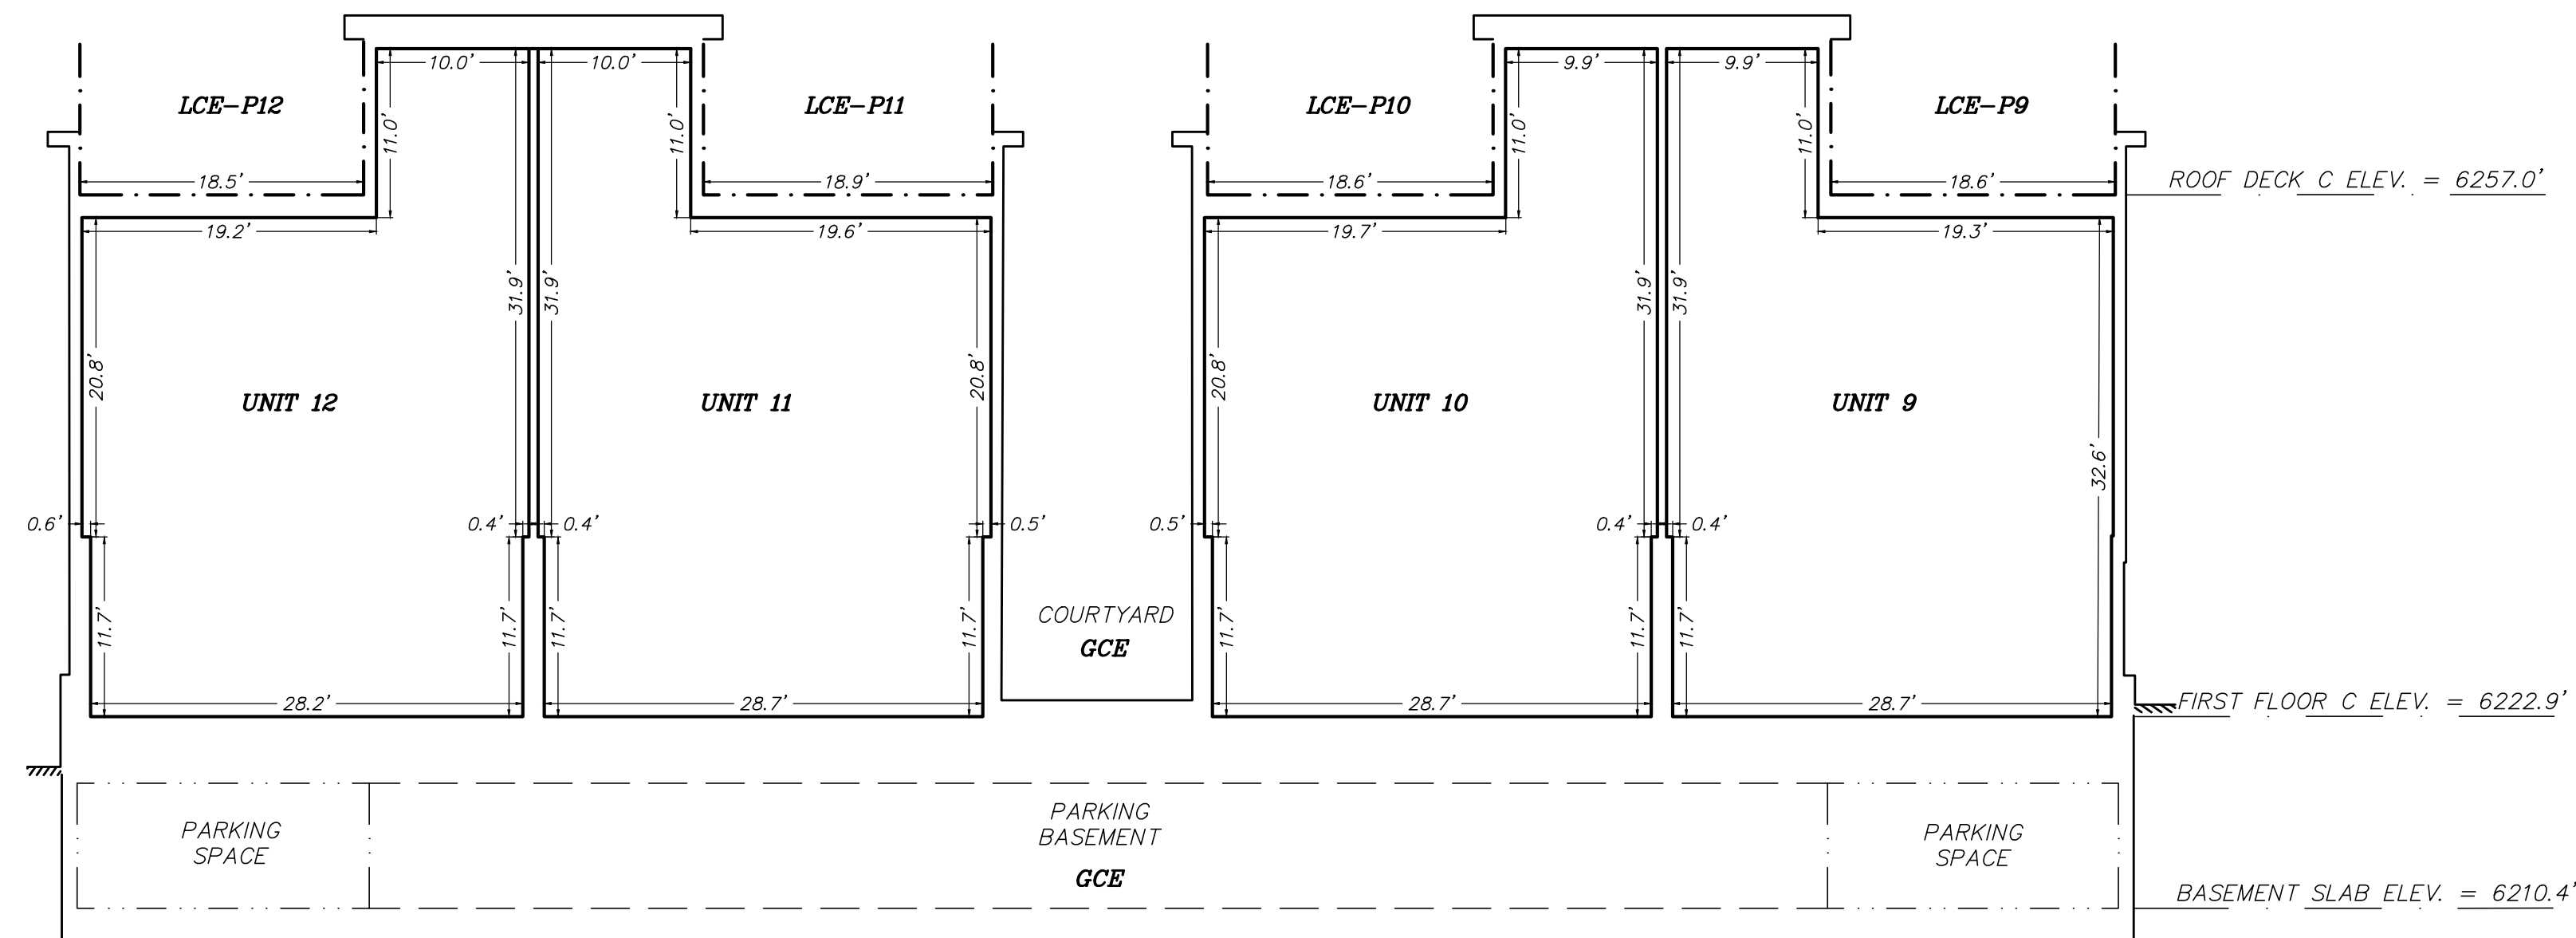 10.0' 10.0' 9.9' 9.9'
LCE-P12 LCE-P11 LCE-P10 LCE-P9
11.0' 11.0' 11.0' 11.0'
18.5' 18.9' 18.6' 18.6' ROOF DECK C ELEV. = 6257.0'
19.2' 19.6' 19.7' 19.3'
31.9' 31.9' 31.9' 31.9'
20.8' 20.8' 20.8'
UNIT 12 UNIT 11 UNIT 10 UNIT 9
32.6'
0.6' 0.4' 0.4' 0.5' 0.5' 0.4' 0.4'
11.7' 11.7' 11.7' 11.7' 11.7' 11.7' 11.7'
COURTYARD
GCE
28.2' 28.7' 28.7' 28.7' FIRST FLOOR C ELEV. = 6222.9'
PARKING
SPACE
PARKING
BASEMENT
GCE
PARKING
SPACE
BASEMENT SLAB ELEV. = 6210.4'